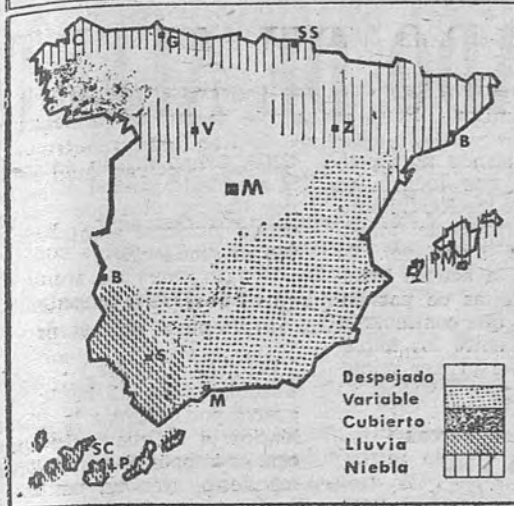 C
G
SS
V
Z
B
M
PM
B
S
M
SC
LP
Despejado
Variable
Cubierto
Lluvia
Niebla